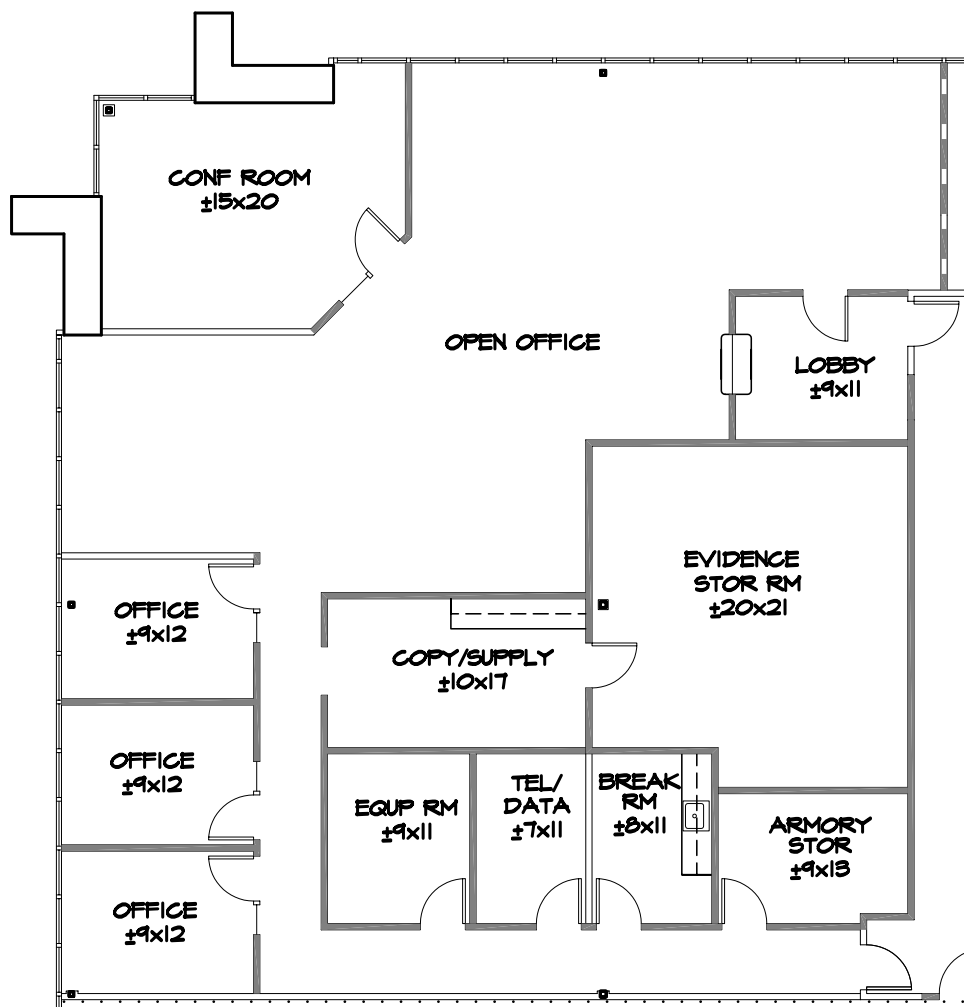 CONF ROOM
±15x20
OPEN OFFICE
LOBBY
±9x11
EVIDENCE
STOR RM
±20x21
OFFICE
±9x12
COPY/SUPPLY
±10x17
OFFICE
±9x12
EQUP RM
±9x11
TEL/
DATA
±7x11
BREAK
RM
±8x11
ARMORY
STOR
±9x13
OFFICE
±9x12